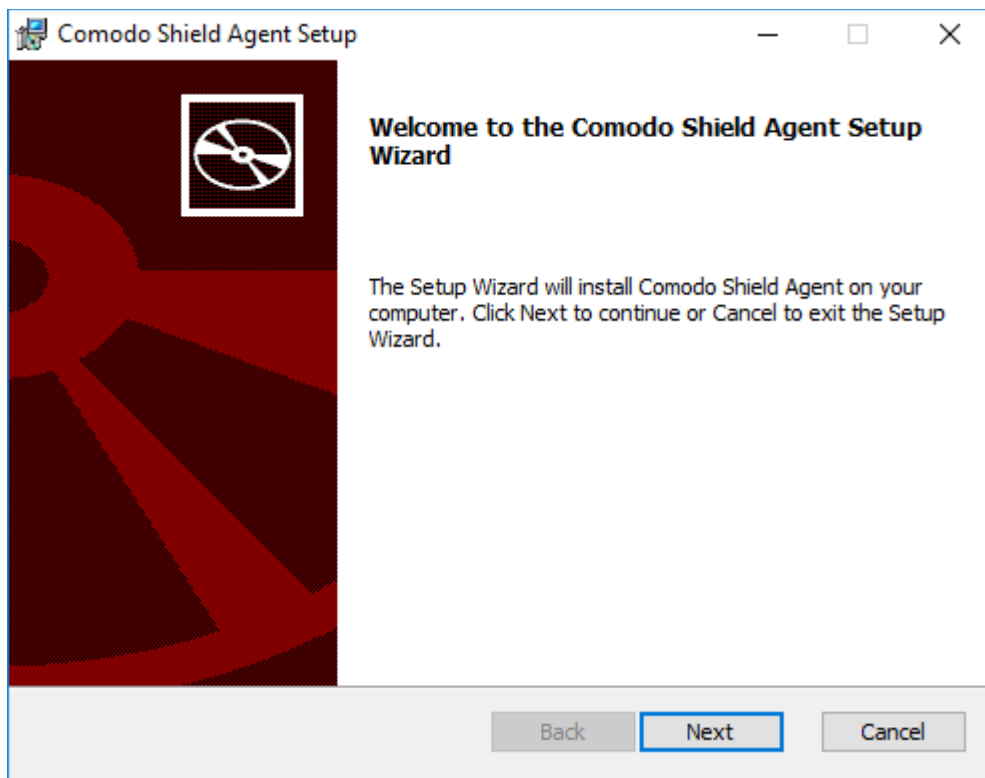 Comodo Shield Agent Setup
Welcome to the Comodo Shield Agent Setup
Wizard
The Setup Wizard will install Comodo Shield Agent on your
computer. Click Next to continue or Cancel to exit the Setup
Wizard.
Back Next Cancel